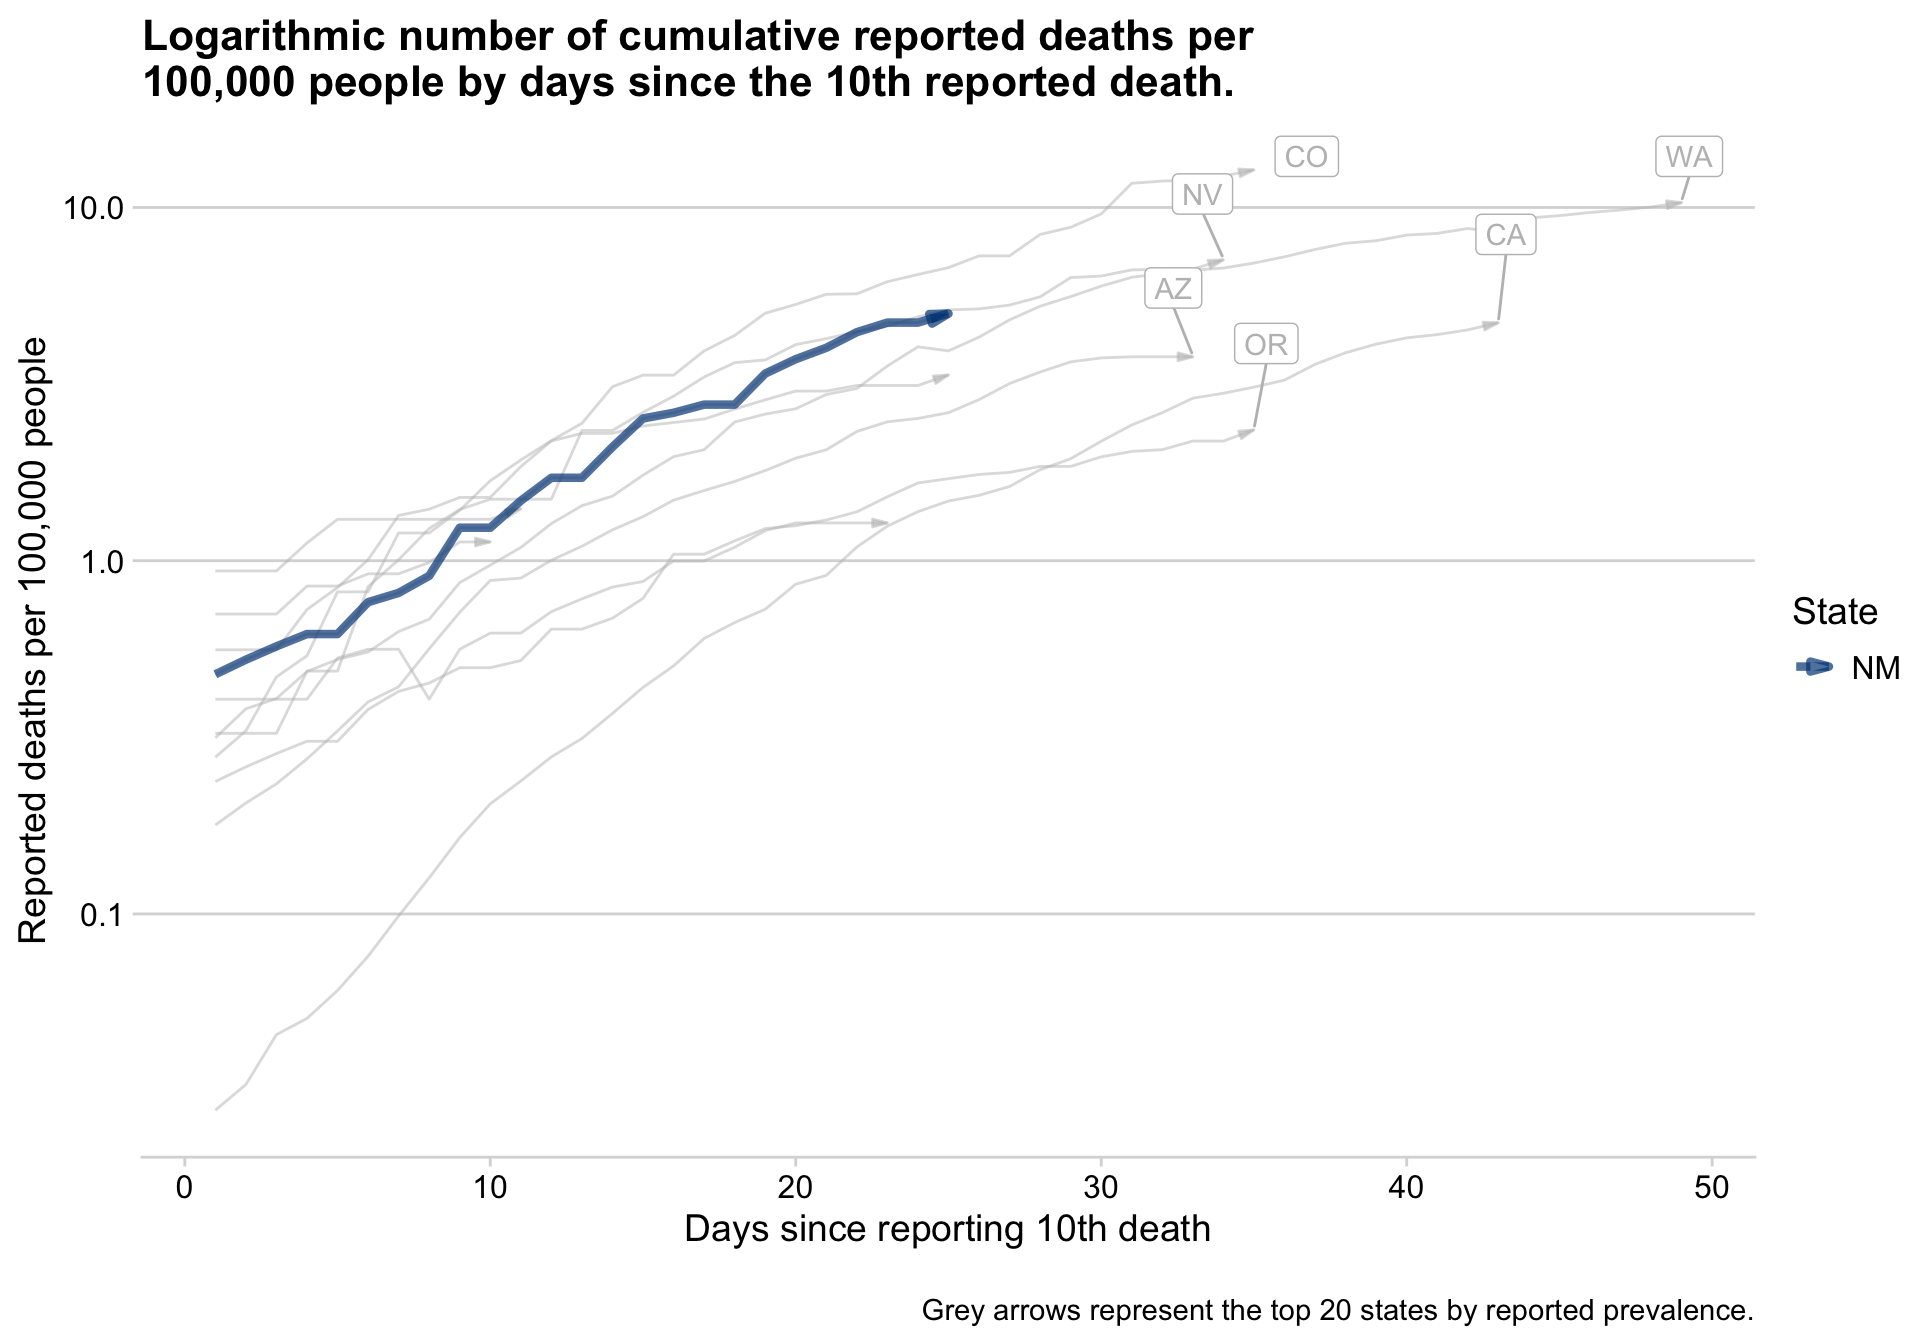 Logarithmic number of cumulative reported deaths per
100,000 people by days since the 10th reported death.
CO
WA
NV
10.0
CA
AZ
OR
1.0
State
NM
0.1
Reported deaths per 100,000 people
0 10 20 30 40 50
Days since reporting 10th death
Grey arrows represent the top 20 states by reported prevalence.